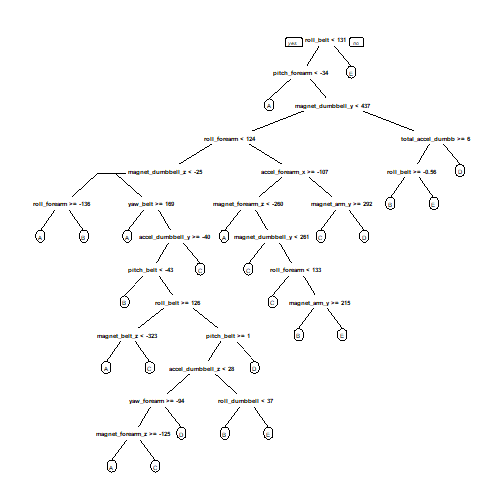 yes roll_belt < 131 no
pitch_forearm < -34 E
A magnet_dumbbell_y < 437
roll_forearm < 124 total_accel_dumbb >= 6
magnet_dumbbell_z < -25 accel_forearm_x >= -107 roll_belt >= -0.56 D
roll_forearm >= -136 yaw_belt >= 169 magnet_forearm_z < -260 magnet_arm_y >= 292 B E
A B A accel_dumbbell_y >= -40 A magnet_dumbbell_y < 261 C D
pitch_belt < -43 C C roll_forearm < 133
B roll_belt >= 126 C magnet_arm_y >= 215
magnet_belt_z < -323 pitch_belt >= 1 B E
A C accel_dumbbell_z < 28 D
yaw_forearm >= -94 roll_dumbbell < 37
magnet_forearm_z >= -125 D B E
A C